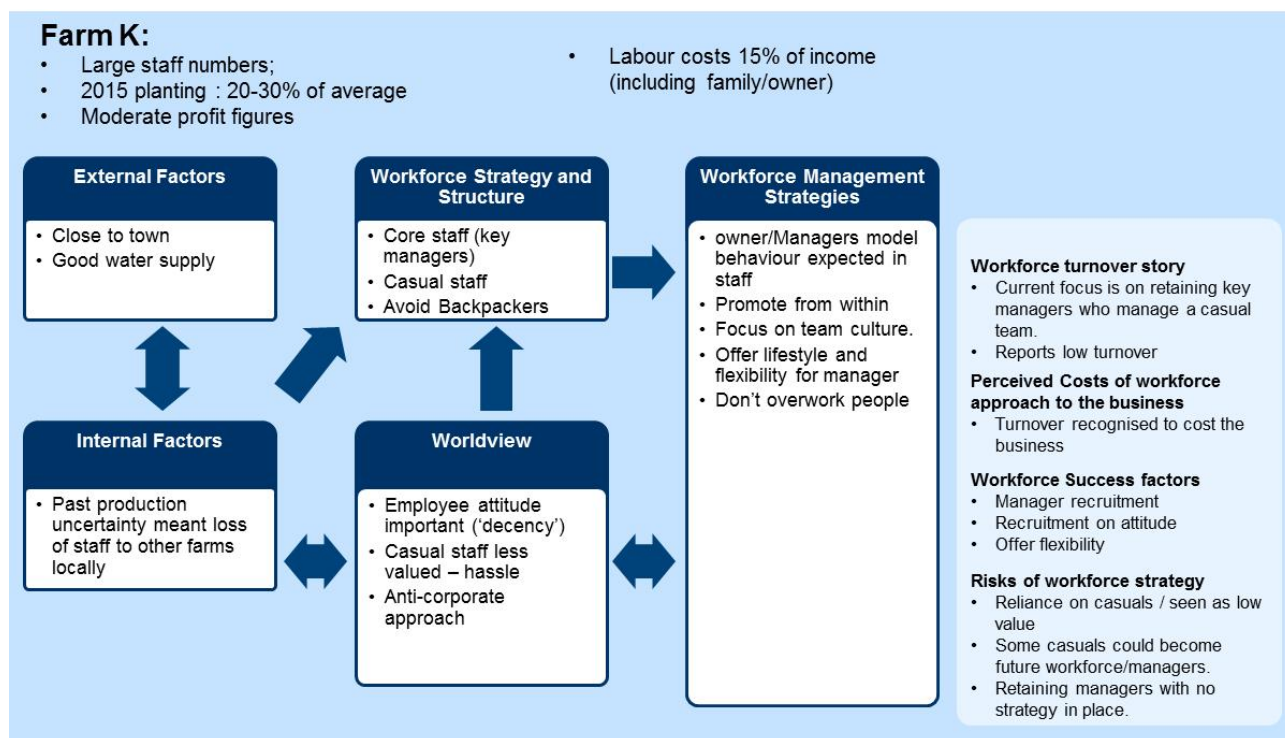 Farm K:
• Large staff numbers;
• 2015 planting : 20-30% of average
• Moderate profit figures
• Labour costs 15% of income
(including family/owner)
External Factors
• Close to town
• Good water supply
Workforce Strategy and
Structure
• Core staff (key
managers)
• Casual staff
• Avoid Backpackers
Workforce Management
Strategies
• owner/Managers model
behaviour expected in
staff
• Promote from within
• Focus on team culture.
• Offer lifestyle and
flexibility for manager
• Don’t overwork people
Internal Factors
• Past production
uncertainty meant loss
of staff to other farms
locally
Worldview
• Employee attitude
important (‘decency’)
• Casual staff less
valued – hassle
• Anti-corporate
approach
Workforce turnover story
• Current focus is on retaining key
managers who manage a casual
team.
• Reports low turnover
Perceived Costs of workforce
approach to the business
• Turnover recognised to cost the
business
Workforce Success factors
• Manager recruitment
• Recruitment on attitude
• Offer flexibility
Risks of workforce strategy
• Reliance on casuals / seen as low
value
• Some casuals could become
future workforce/managers.
• Retaining managers with no
strategy in place.